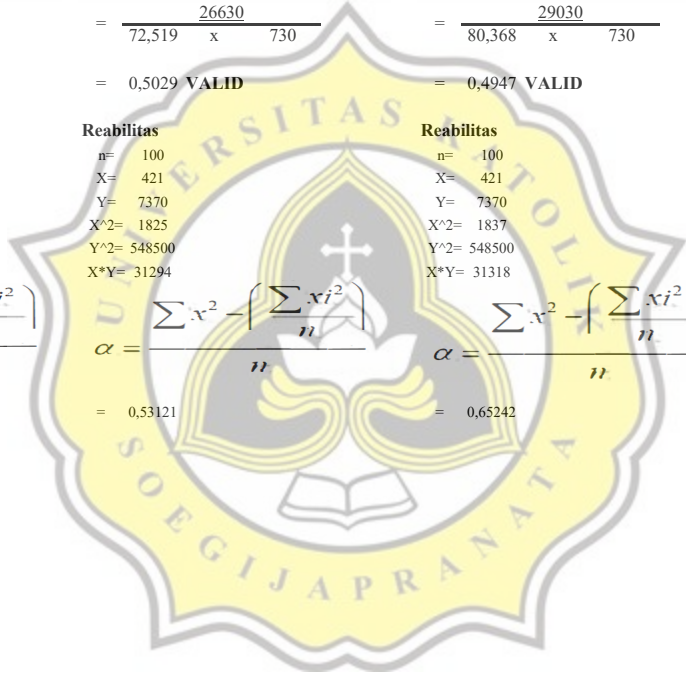 26630 29030
= 72,519 x 730 = 80,368 x 730
= 0,5029 VALID = 0,4947 VALID
Reabilitas Reabilitas
n= 100 n= 100
X= 421 X= 421
Y= 7370 Y= 7370
X^2= 1825 X^2= 1837
Y^2= 548500 Y^2= 548500
X*Y= 31294 X*Y= 31318
i²) α = (∑x² − (∑xi² / n)) / n α = ∑x² − (∑xi² / n / n
= 0,53121 = 0,65242
UNIVERSITAS KATOLIK
SOEGIJAPRANATA